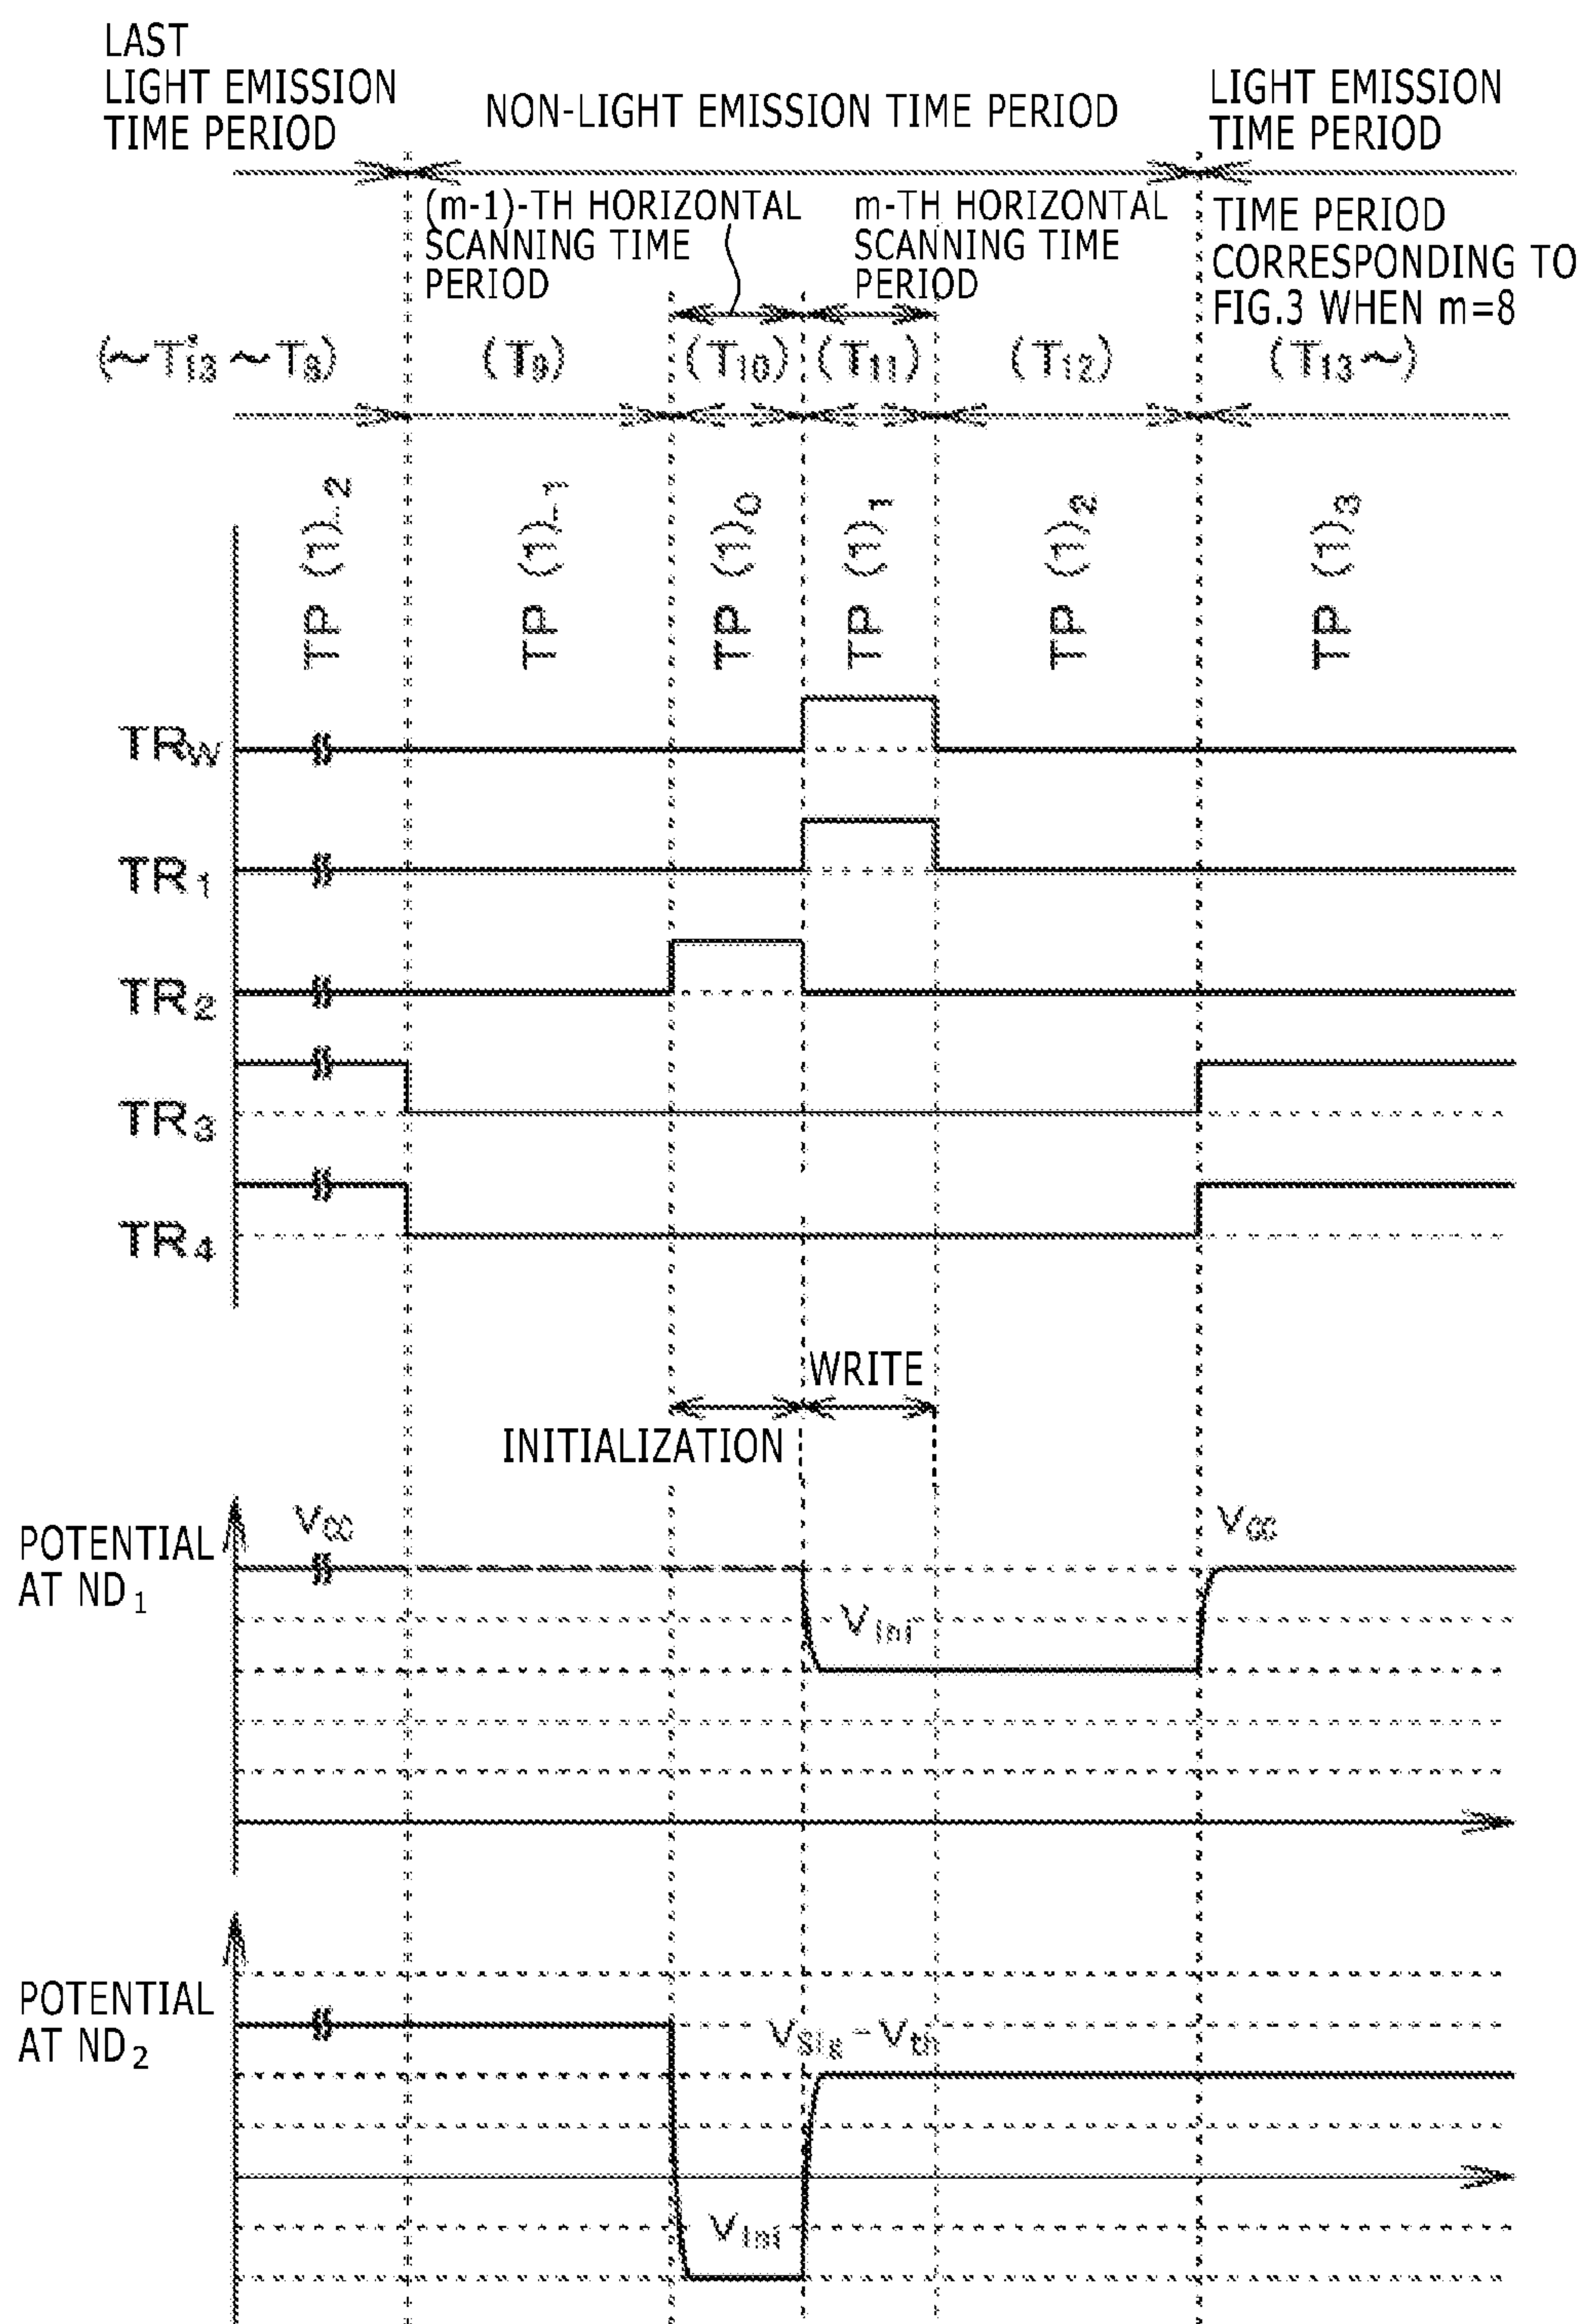 LAST
LIGHT EMISSION
TIME PERIOD
NON-LIGHT EMISSION TIME PERIOD
LIGHT EMISSION
TIME PERIOD
(m-1)-TH HORIZONTAL
SCANNING TIME
PERIOD
m-TH HORIZONTAL
SCANNING TIME
PERIOD
TIME PERIOD
CORRESPONDING TO
FIG.3 WHEN m=8
(~T'13~T8)
(T9)
(T10)
(T11)
(T12)
(T13~)
TP (1)-2
TP (1)-1
TP (1)0
TP (1)1
TP (1)2
TP (1)3
TRW
TR1
TR2
TR3
TR4
WRITE
INITIALIZATION
POTENTIAL
AT ND1
VCC
VIni
VCC
POTENTIAL
AT ND2
VSig-Vth
VIni